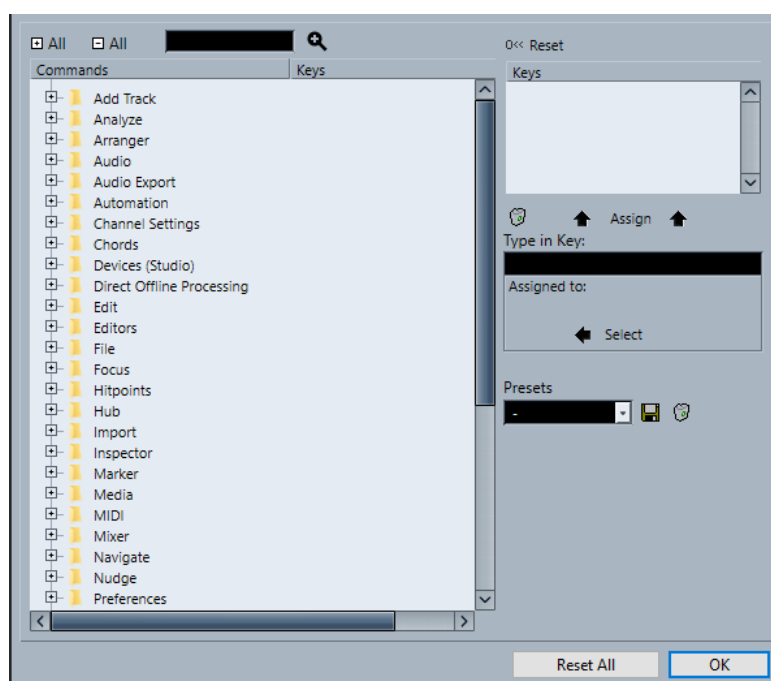 All
All
0<< Reset
Commands
Keys
Keys
Add Track
Analyze
Arranger
Audio
Audio Export
Automation
Channel Settings
Chords
Devices (Studio)
Direct Offline Processing
Edit
Editors
File
Focus
Hitpoints
Hub
Import
Inspector
Marker
Media
MIDI
Mixer
Navigate
Nudge
Preferences
Assign
Type in Key:
Assigned to:
Select
Presets
-
Reset All
OK